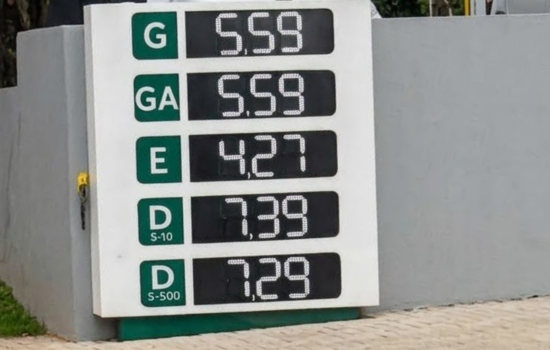 G 5,59
GA 5,59
E 4,27
D S-10 7,39
D S-500 7,29